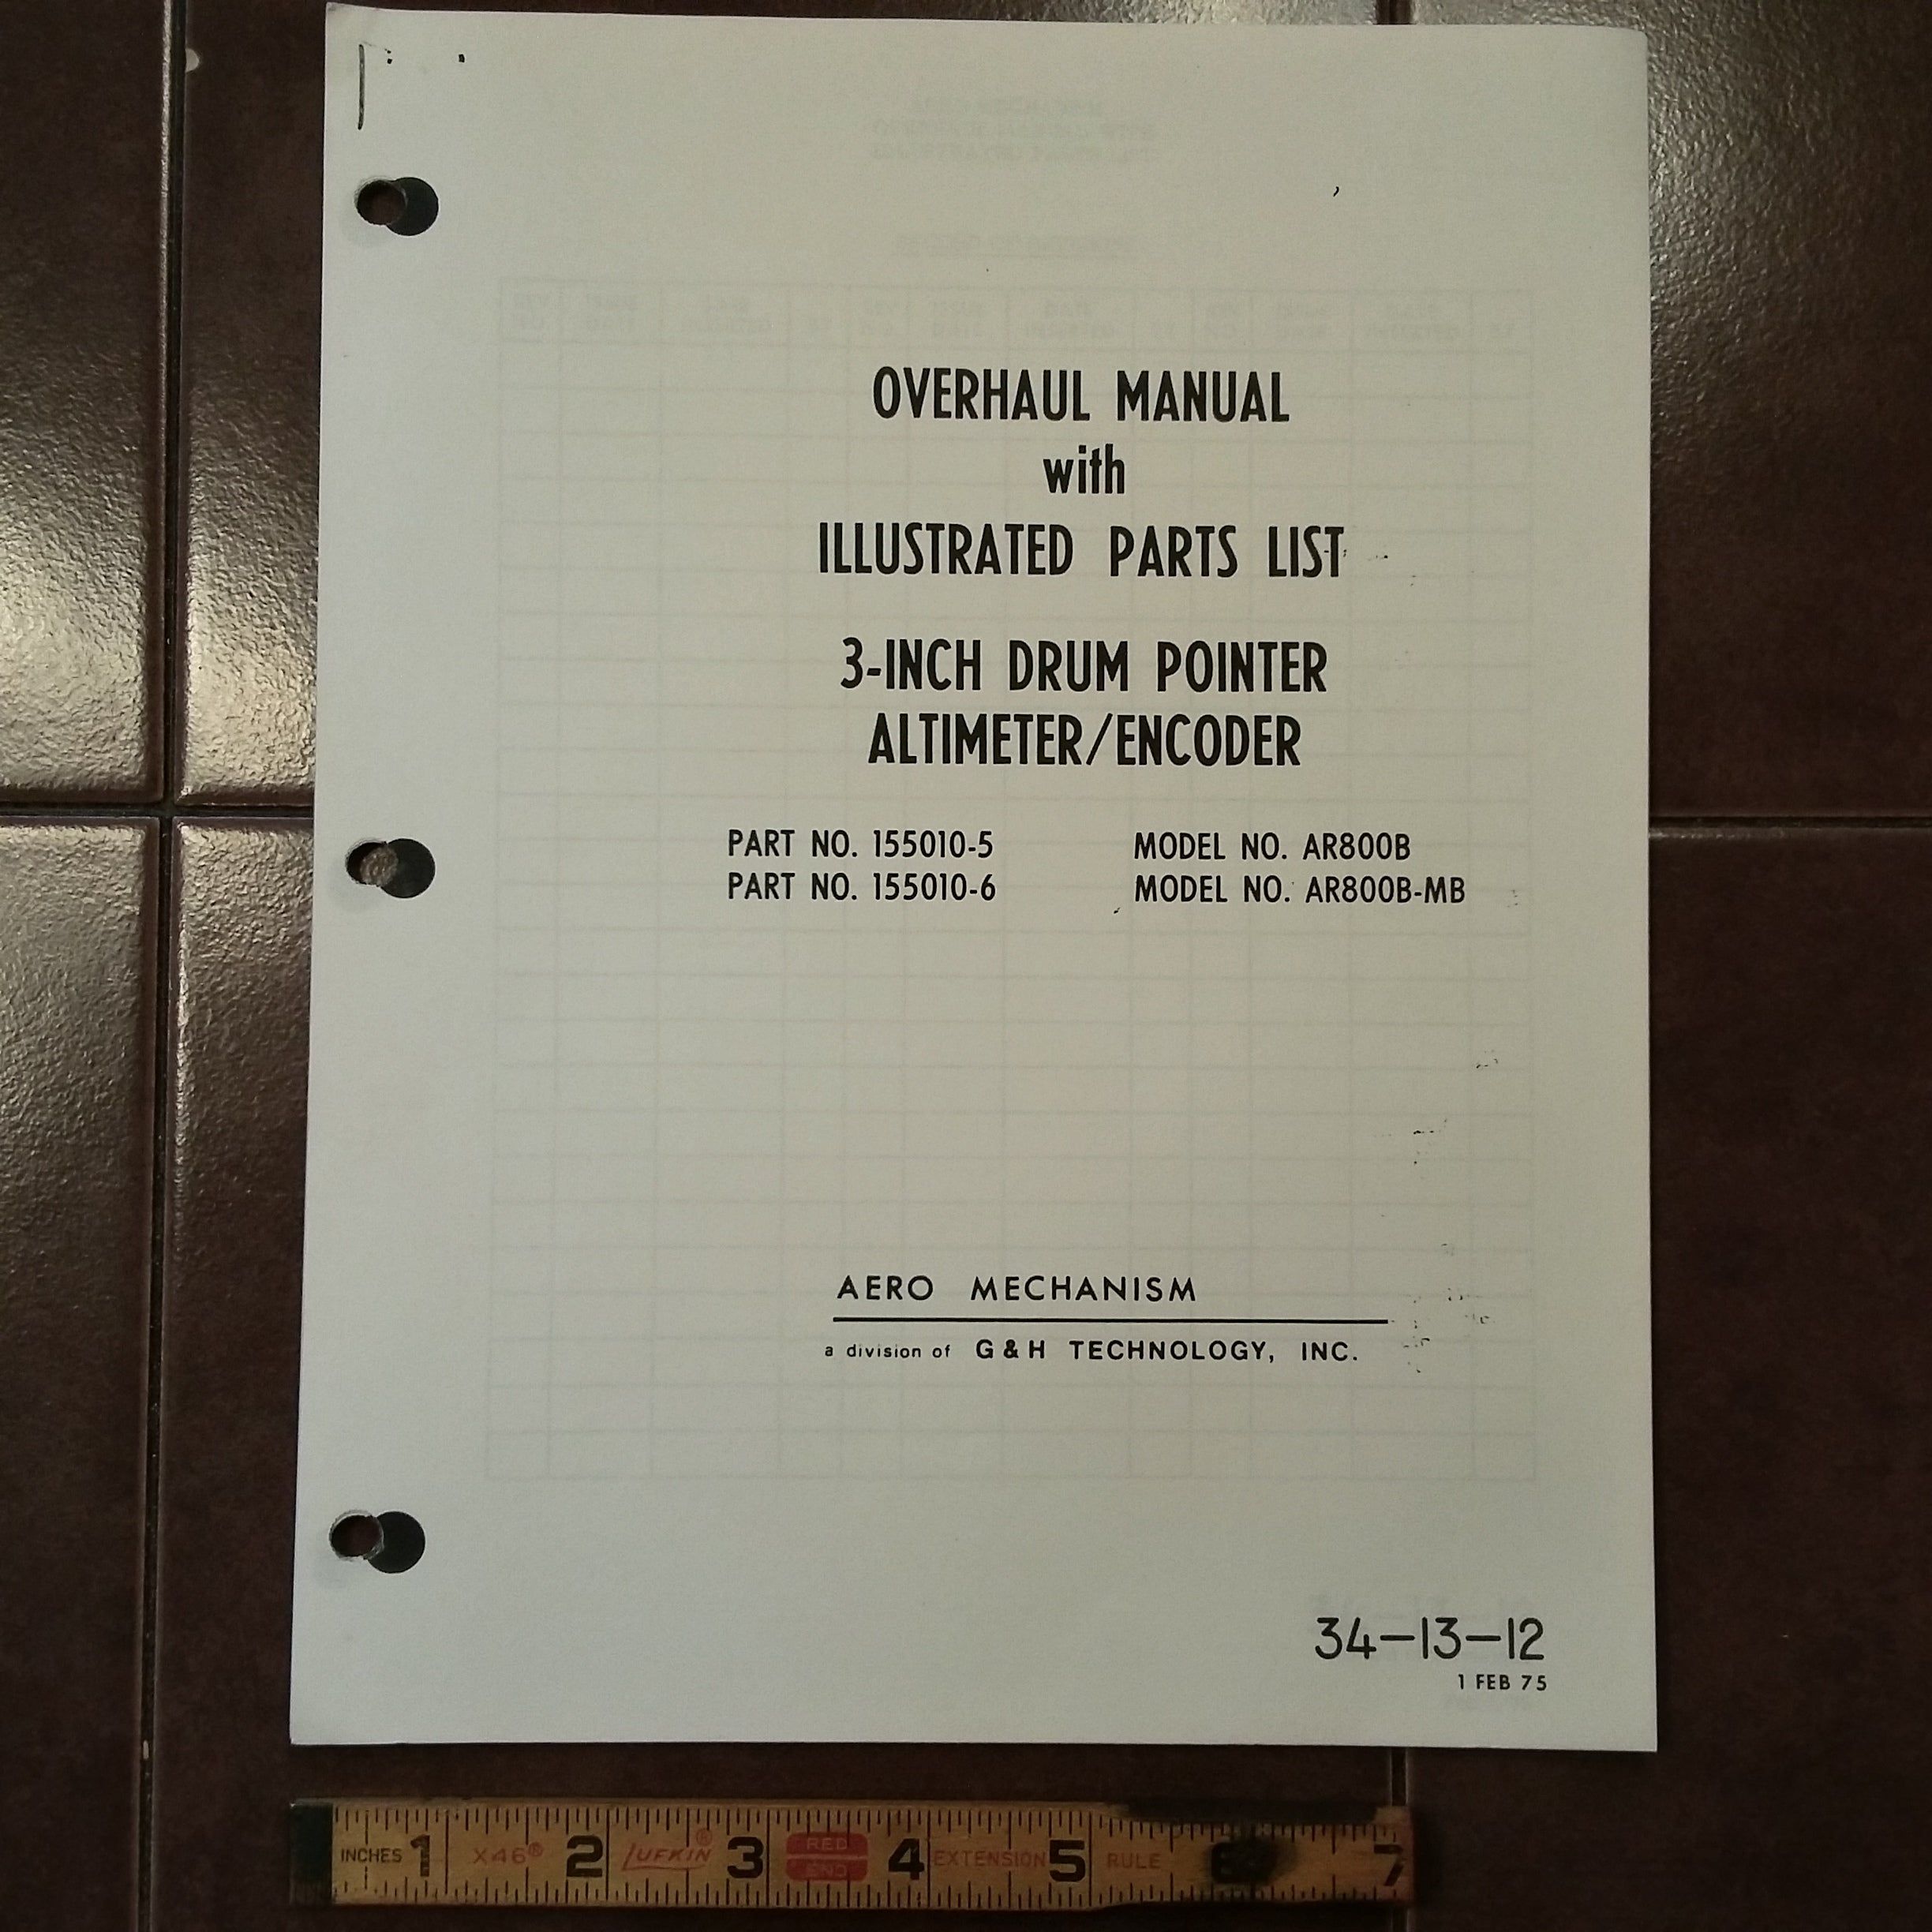 OVERHAUL MANUAL
with
ILLUSTRATED PARTS LIST
3-INCH DRUM POINTER
ALTIMETER/ENCODER
PART NO. 155010-5 MODEL NO. AR800B
PART NO. 155010-6 MODEL NO. AR800B-MB
AERO MECHANISM
a division of G&H TECHNOLOGY, INC.
34-13-12
1 FEB 75
INCHES 1 X46® 2 LUFKIN® 3 RED END 4 EXTENSION 5 RULE 7